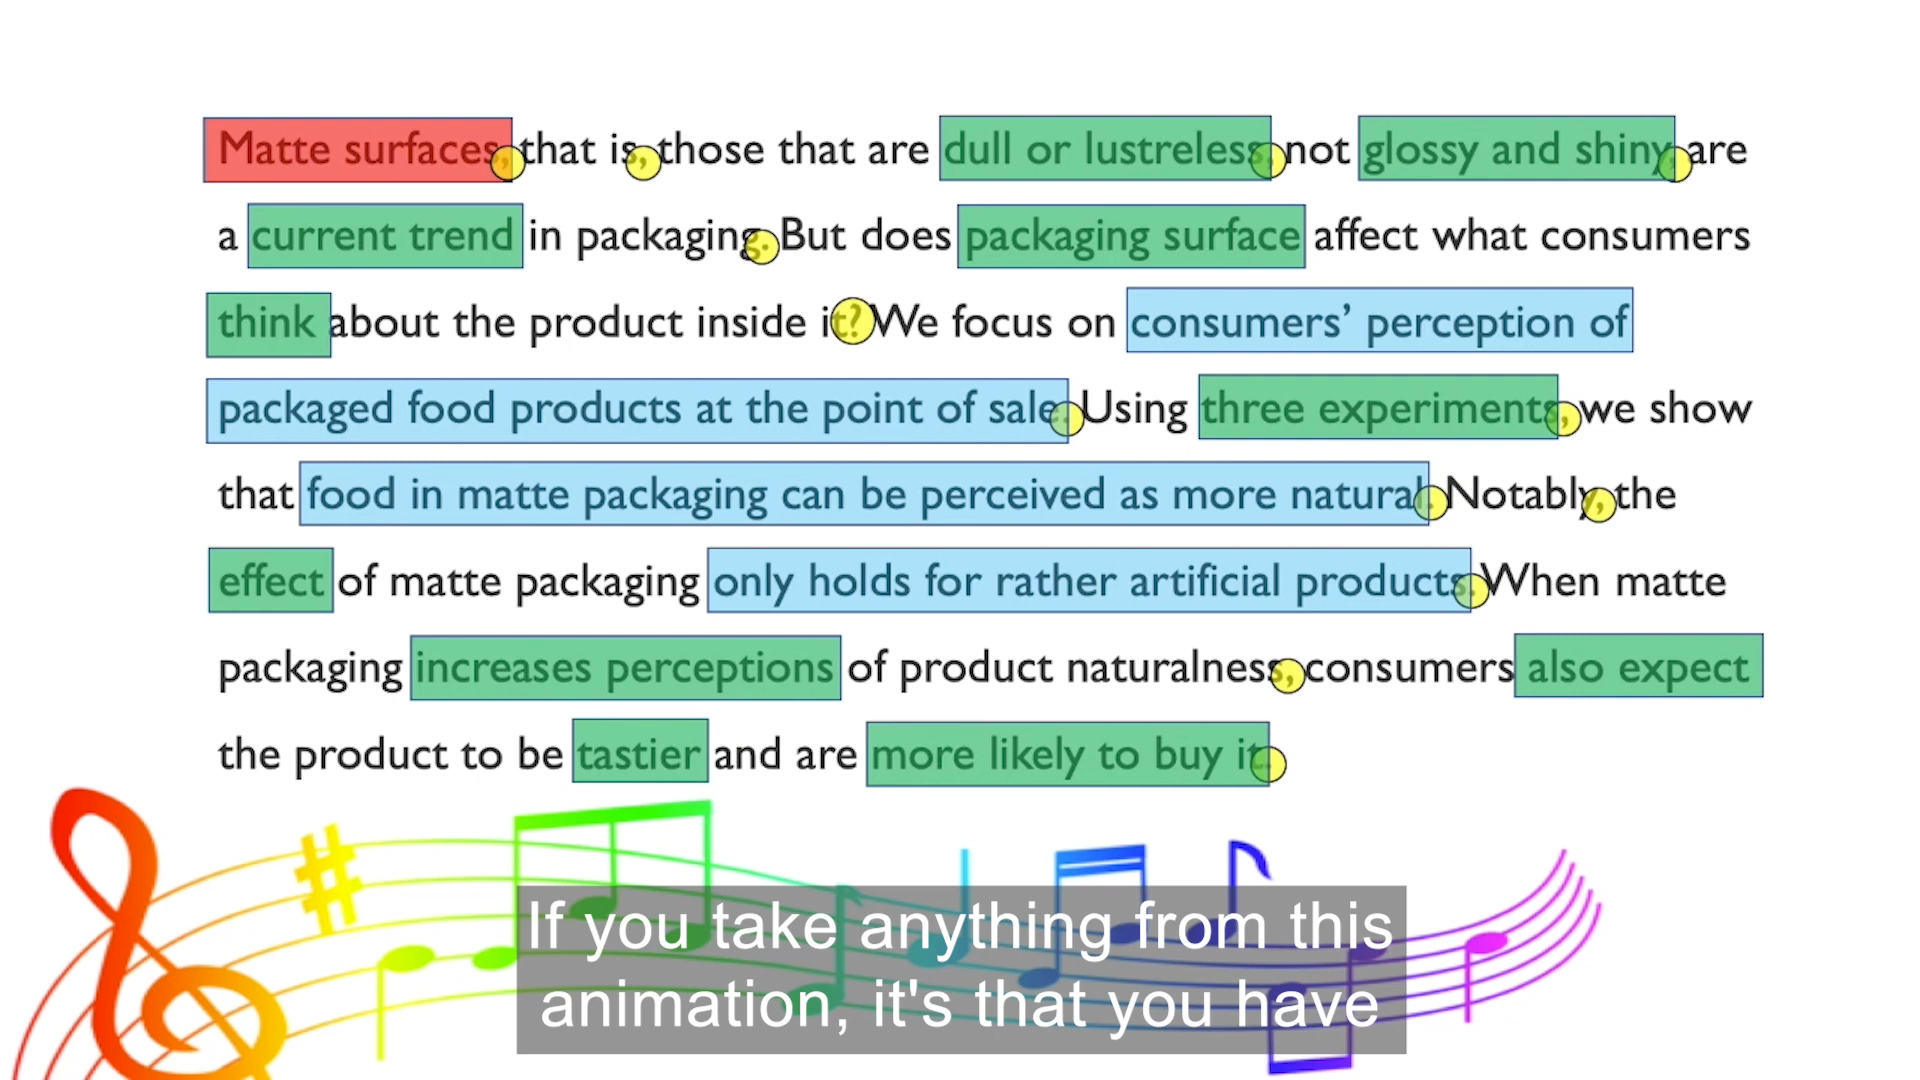 Matte surfaces, that is, those that are dull or lustreless, not glossy and shiny, are
a current trend in packaging. But does packaging surface affect what consumers
think about the product inside it? We focus on consumers’ perception of
packaged food products at the point of sale. Using three experiments, we show
that food in matte packaging can be perceived as more natural. Notably, the
effect of matte packaging only holds for rather artificial products. When matte
packaging increases perceptions of product naturalness, consumers also expect
the product to be tastier and are more likely to buy it.
If you take anything from this
animation, it's that you have